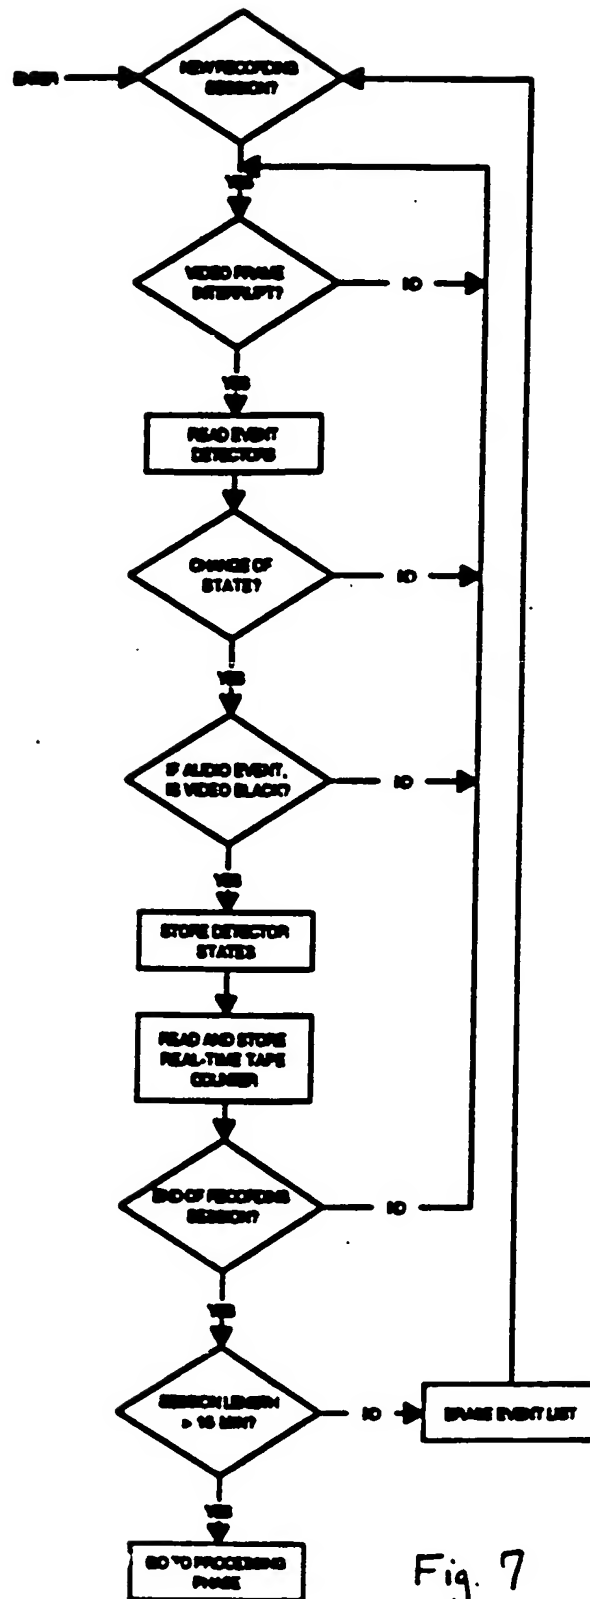 ENTER
NEW RECORDING
SESSION?
YES
VIDEO FRAME
INTERRUPT?
NO
YES
READ EVENT
DETECTORS
CHANGE OF
STATE?
NO
YES
IF AUDIO EVENT,
IS VIDEO BLACK?
NO
YES
STORE DETECTOR
STATES
READ AND STORE
REAL-TIME TAPE
COUNTER
END OF RECORDING
SESSION?
NO
YES
SESSION LENGTH
> 15 MIN?
NO
ERASE EVENT LIST
YES
GO TO PROCESSING
PHASE
Fig. 7